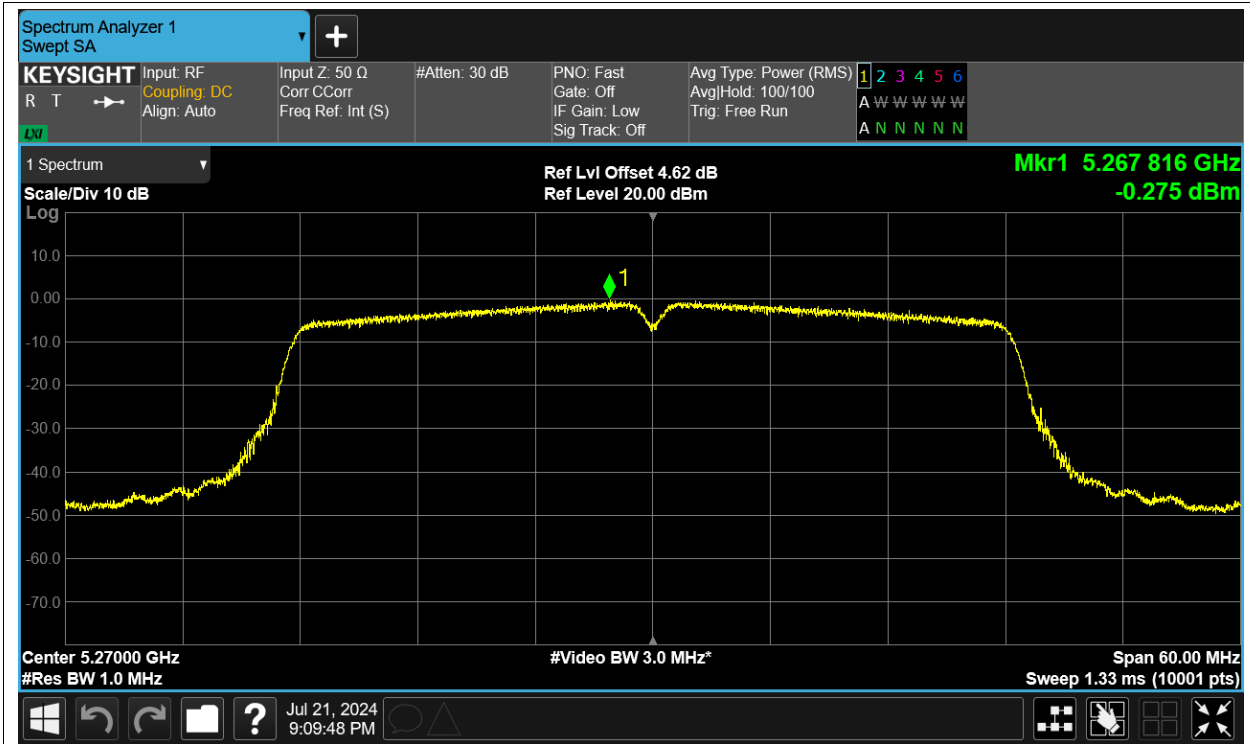 Spectrum Analyzer 1
Swept SA
KEYSIGHT
R T
LXI
Input: RF
Coupling: DC
Align: Auto
Input Z: 50 Ω
Corr CCorr
Freq Ref: Int (S)
#Atten: 30 dB
PNO: Fast
Gate: Off
IF Gain: Low
Sig Track: Off
Avg Type: Power (RMS)
Avg|Hold: 100/100
Trig: Free Run
1 2 3 4 5 6
A W W W W W
A N N N N N
1 Spectrum
Scale/Div 10 dB
Log
Ref Lvl Offset 4.62 dB
Ref Level 20.00 dBm
Mkr1 5.267 816 GHz
-0.275 dBm
10.0
0.00
-10.0
-20.0
-30.0
-40.0
-50.0
-60.0
-70.0
1
Center 5.27000 GHz
#Res BW 1.0 MHz
#Video BW 3.0 MHz*
Span 60.00 MHz
Sweep 1.33 ms (10001 pts)
?
Jul 21, 2024
9:09:48 PM